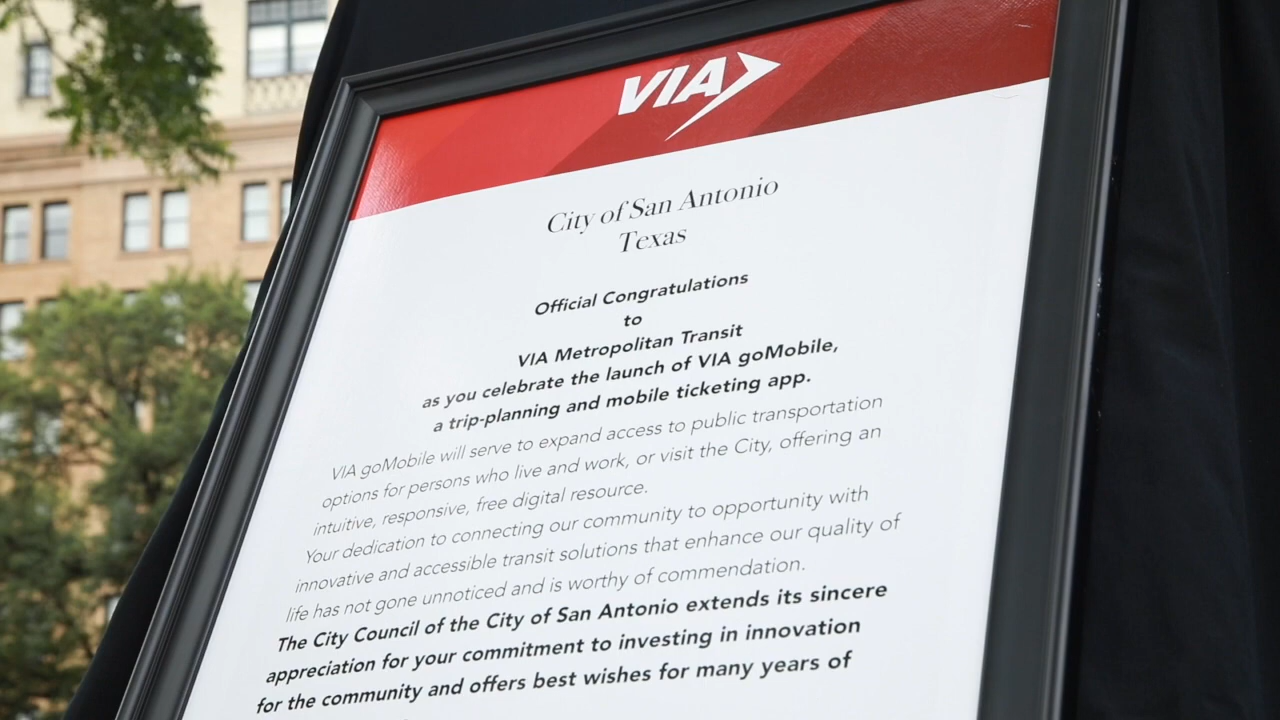 VIA
City of San Antonio
Texas
Official Congratulations
to
VIA Metropolitan Transit
as you celebrate the launch of VIA goMobile,
a trip-planning and mobile ticketing app.
VIA goMobile will serve to expand access to public transportation
options for persons who live and work, or visit the City, offering an
intuitive, responsive, free digital resource.
Your dedication to connecting our community to opportunity with
innovative and accessible transit solutions that enhance our quality of
life has not gone unnoticed and is worthy of commendation.
The City Council of the City of San Antonio extends its sincere
appreciation for your commitment to investing in innovation
for the community and offers best wishes for many years of